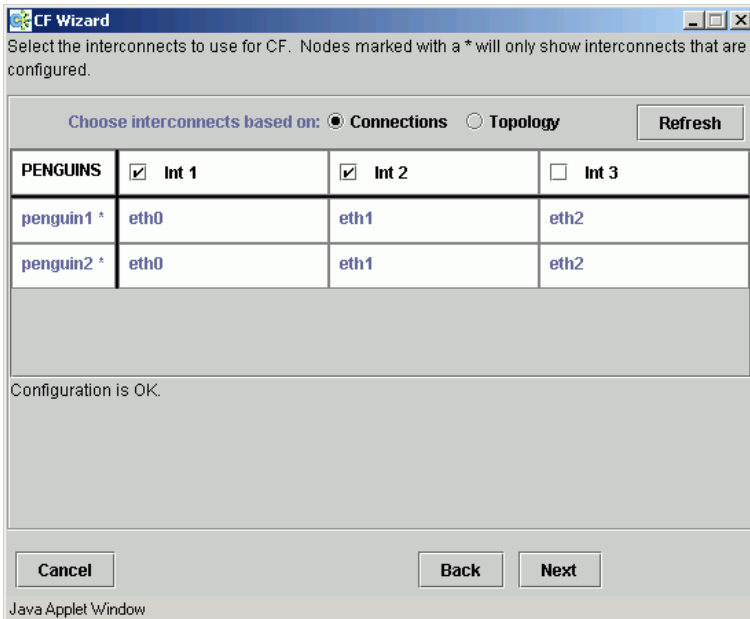 CF Wizard
Select the interconnects to use for CF. Nodes marked with a * will only show interconnects that are
configured.
Choose interconnects based on: Connections Topology Refresh
PENGUINS Int 1 Int 2 Int 3
penguin1 * eth0 eth1 eth2
penguin2 * eth0 eth1 eth2
Configuration is OK.
Cancel Back Next
Java Applet Window